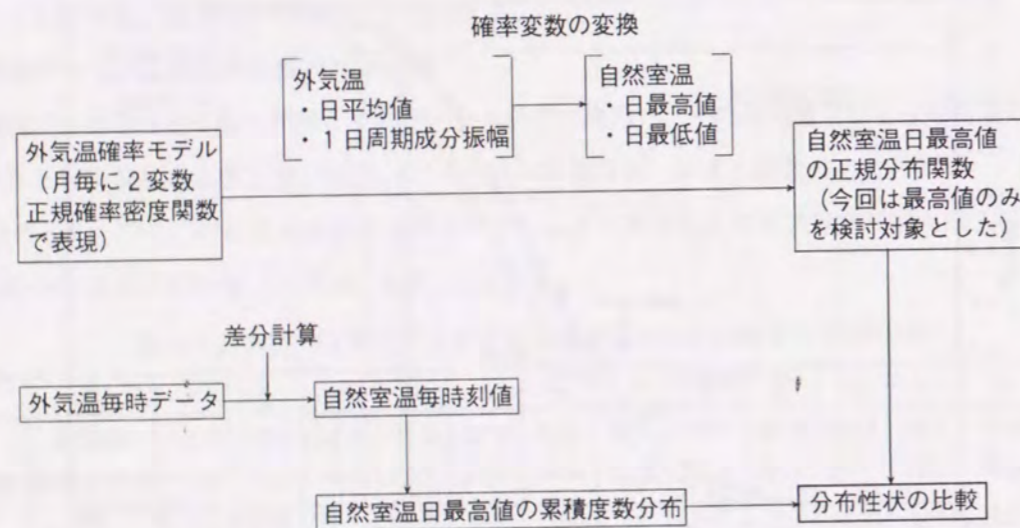 確率変数の変換
外気温
・日平均値
・1日周期成分振幅
自然室温
・日最高値
・日最低値
外気温確率モデル
(月毎に2変数
正規確率密度関数
で表現)
自然室温日最高値
の正規分布関数
(今回は最高値のみ
を検討対象とした)
差分計算
外気温毎時データ
自然室温毎時刻値
自然室温日最高値の累積度数分布
分布性状の比較